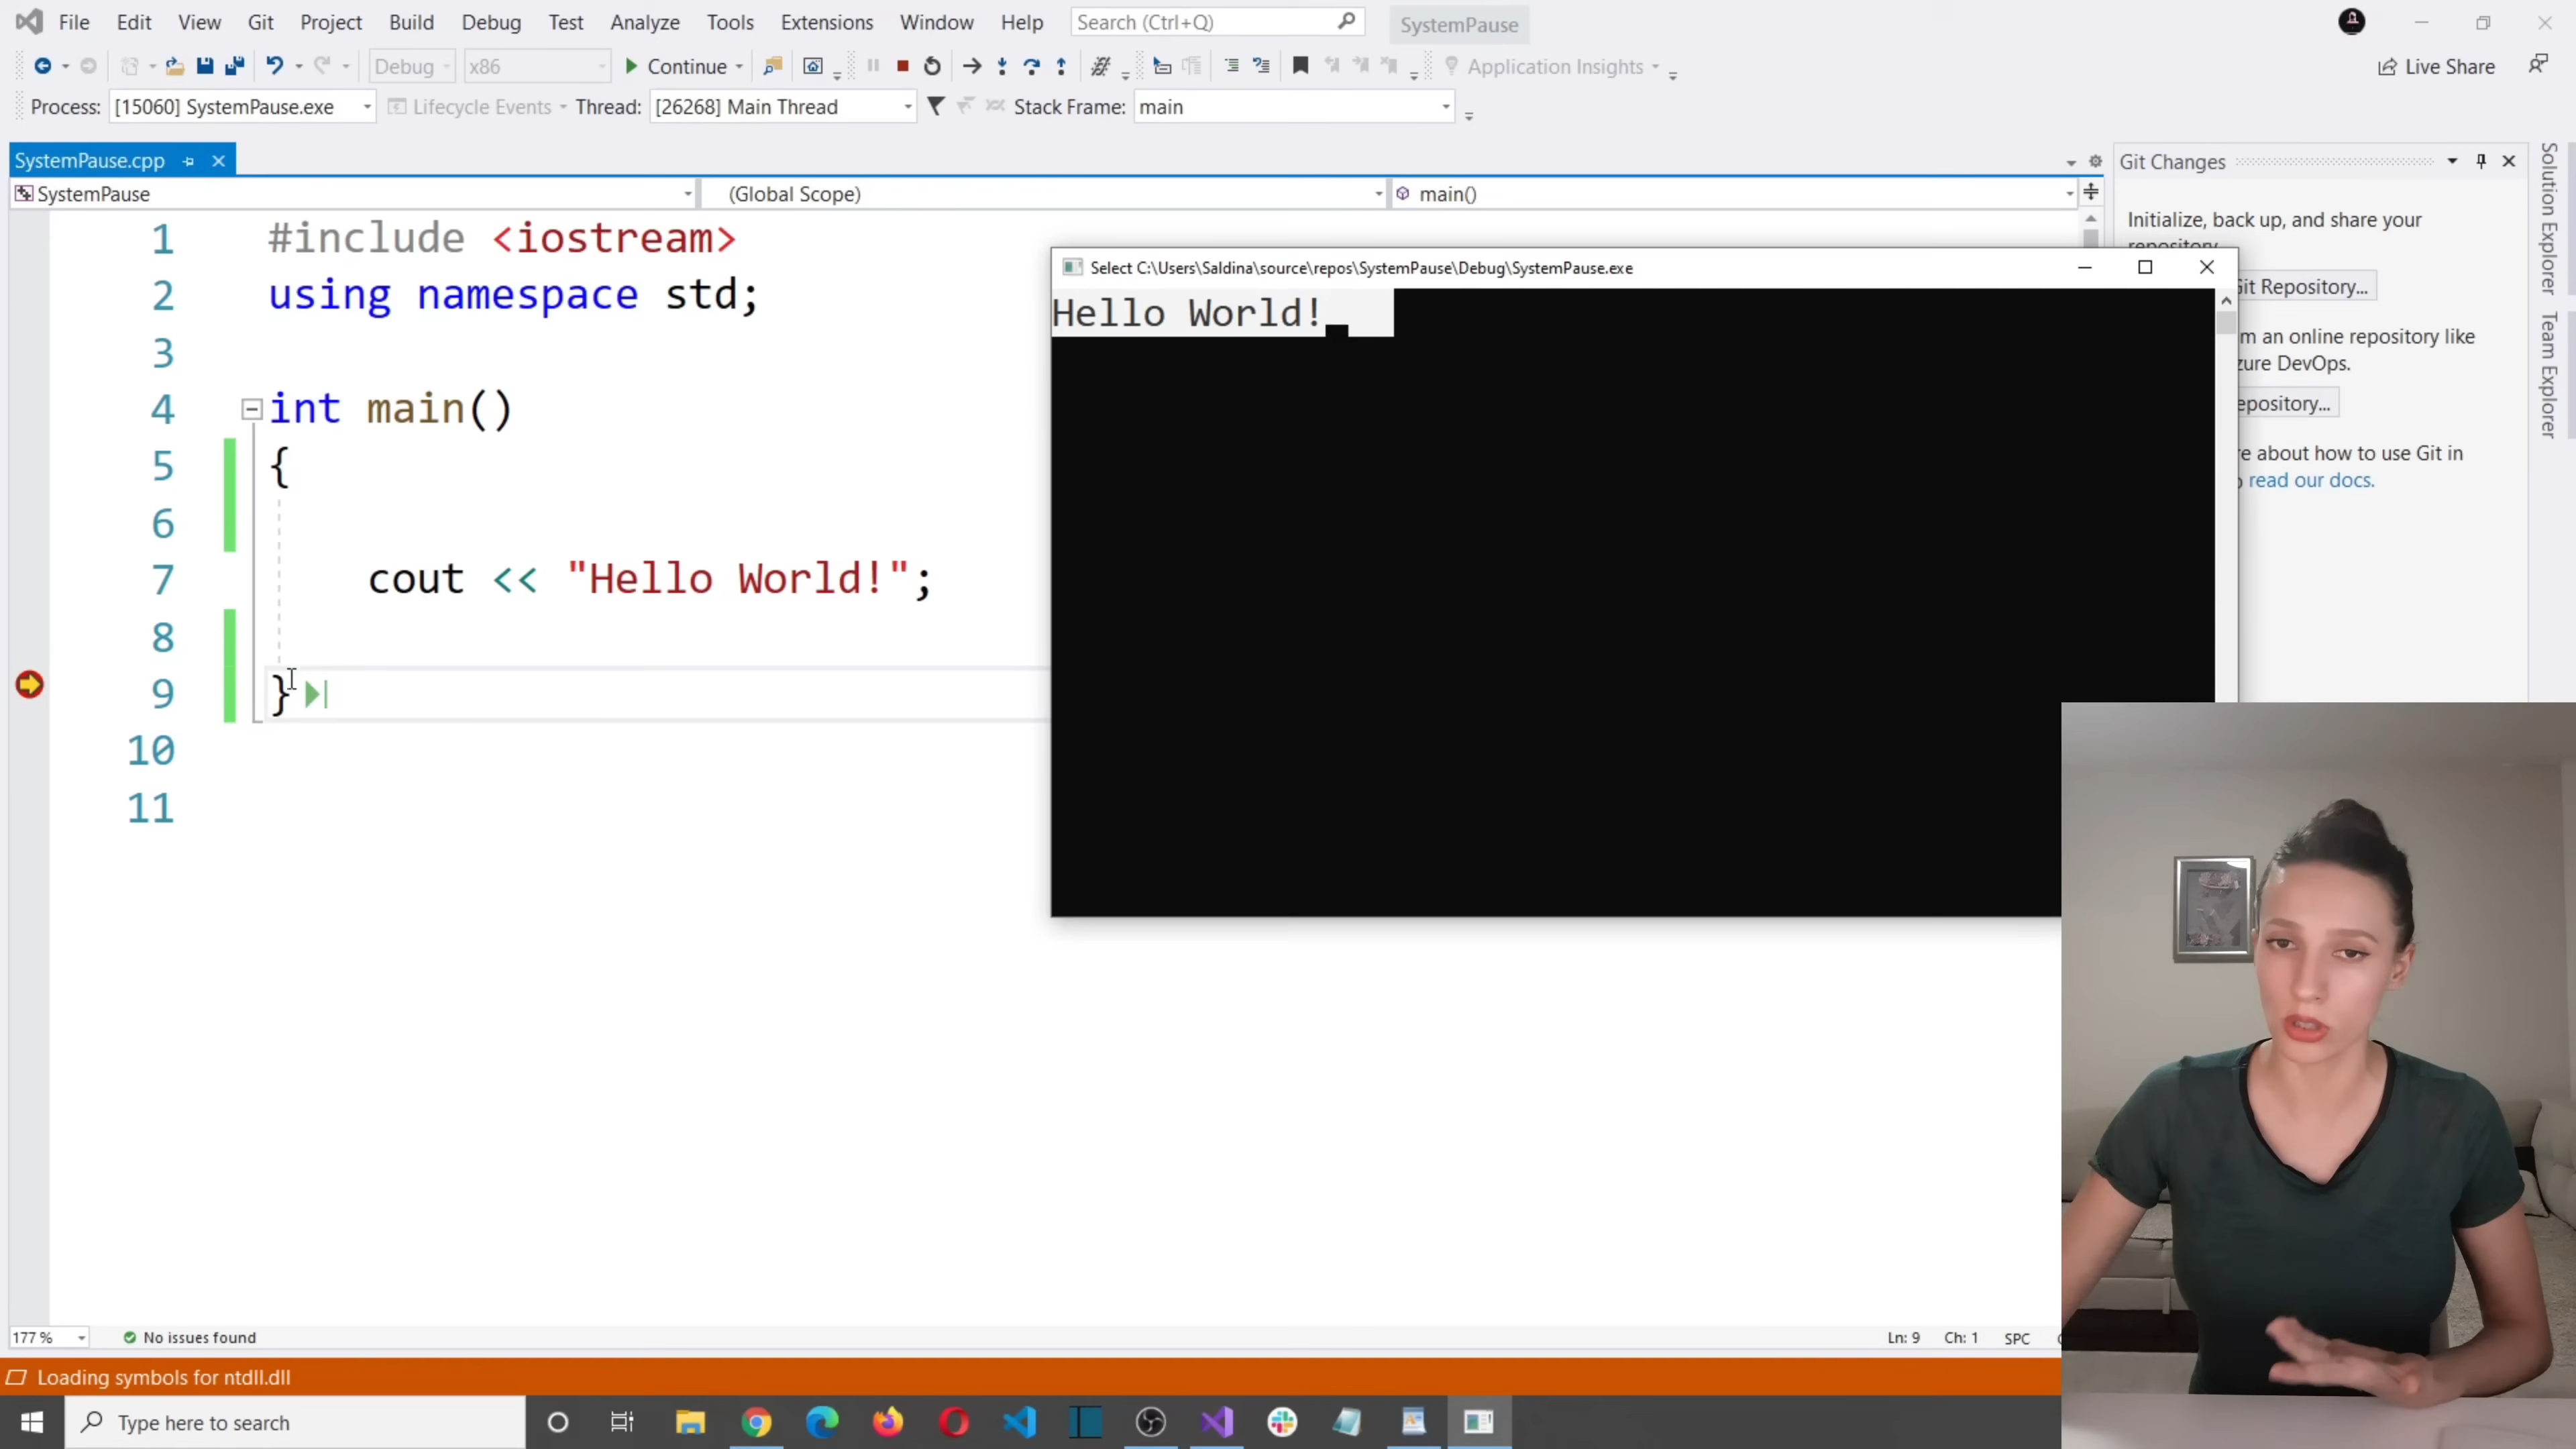 File Edit View Git Project Build Debug Test Analyze Tools Extensions Window Help Search (Ctrl+Q) SystemPause
Debug x86 Continue Application Insights Live Share
Process: [15060] SystemPause.exe Lifecycle Events Thread: [26268] Main Thread Stack Frame: main
SystemPause.cpp
SystemPause (Global Scope) main()
1 #include <iostream>
2 using namespace std;
3
4 int main()
5 {
6
7 cout << "Hello World!";
8
9 }
10
11
Select C:\Users\Saldina\source\repos\SystemPause\Debug\SystemPause.exe
Hello World!
Git Changes
Initialize, back up, and share your
repository
Git Repository...
m an online repository like
zure DevOps.
epository...
e about how to use Git in
read our docs.
Solution Explorer
Team Explorer
177 % No issues found Ln: 9 Ch: 1 SPC
Loading symbols for ntdll.dll
Type here to search